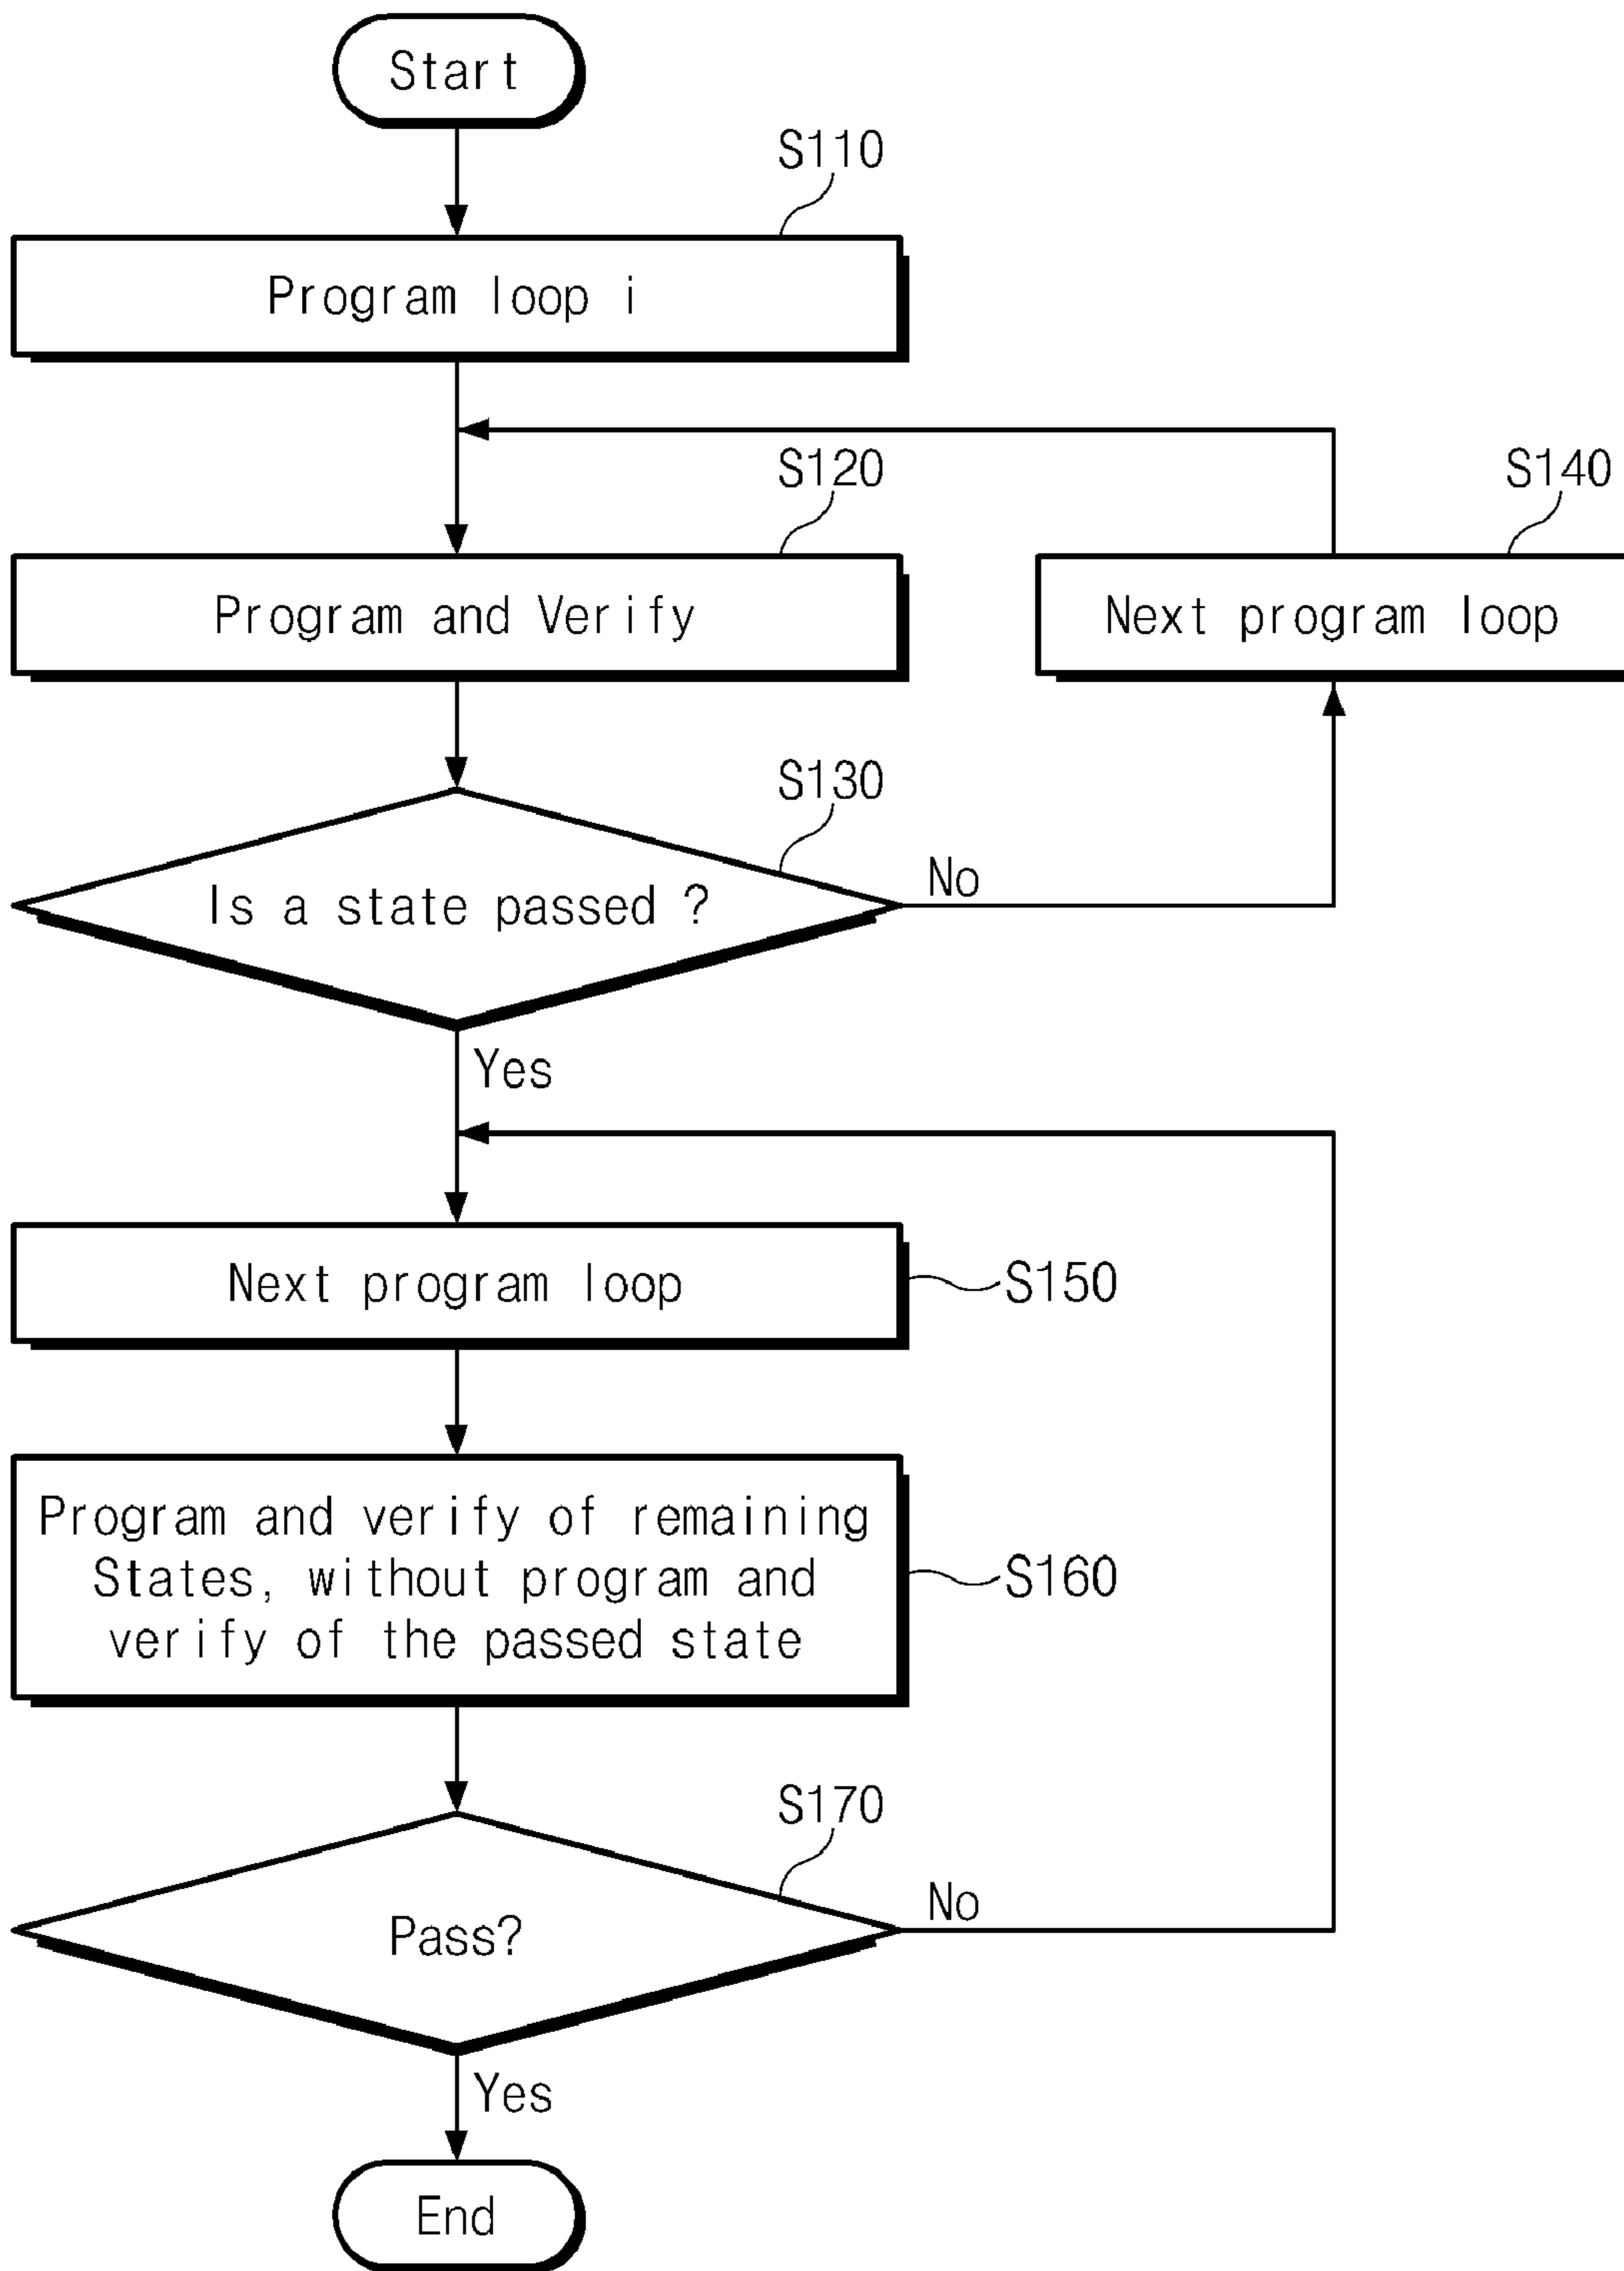 Start
S110
Program loop i
S120
S140
Program and Verify
Next program loop
S130
Is a state passed ?
No
Yes
Next program loop
S150
Program and verify of remaining
States, without program and
verify of the passed state
S160
S170
Pass?
No
Yes
End